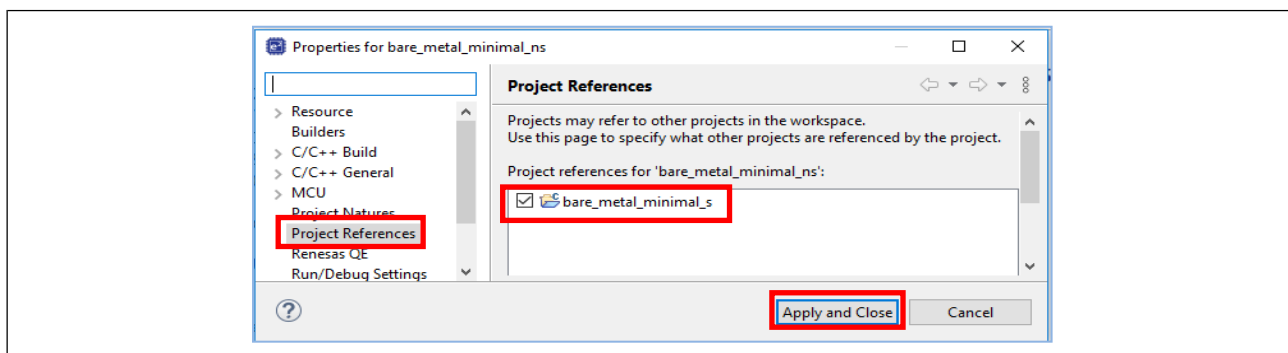 Properties for bare_metal_minimal_ns
Project References
Resource
Builders
C/C++ Build
C/C++ General
MCU
Project Natures
Project References
Renesas QE
Run/Debug Settings
Projects may refer to other projects in the workspace.
Use this page to specify what other projects are referenced by the project.
Project references for 'bare_metal_minimal_ns':
bare_metal_minimal_s
Apply and Close
Cancel